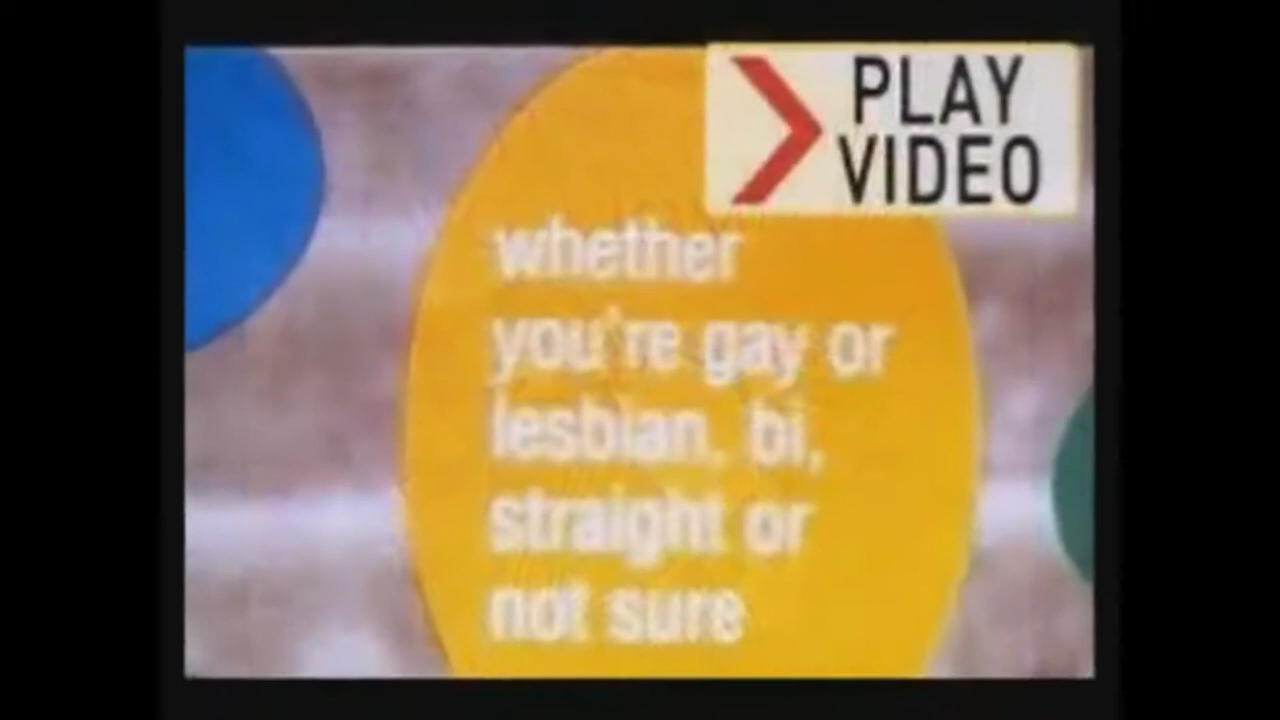 PLAY
VIDEO
whether
you're gay or
lesbian, bi,
straight or
not sure